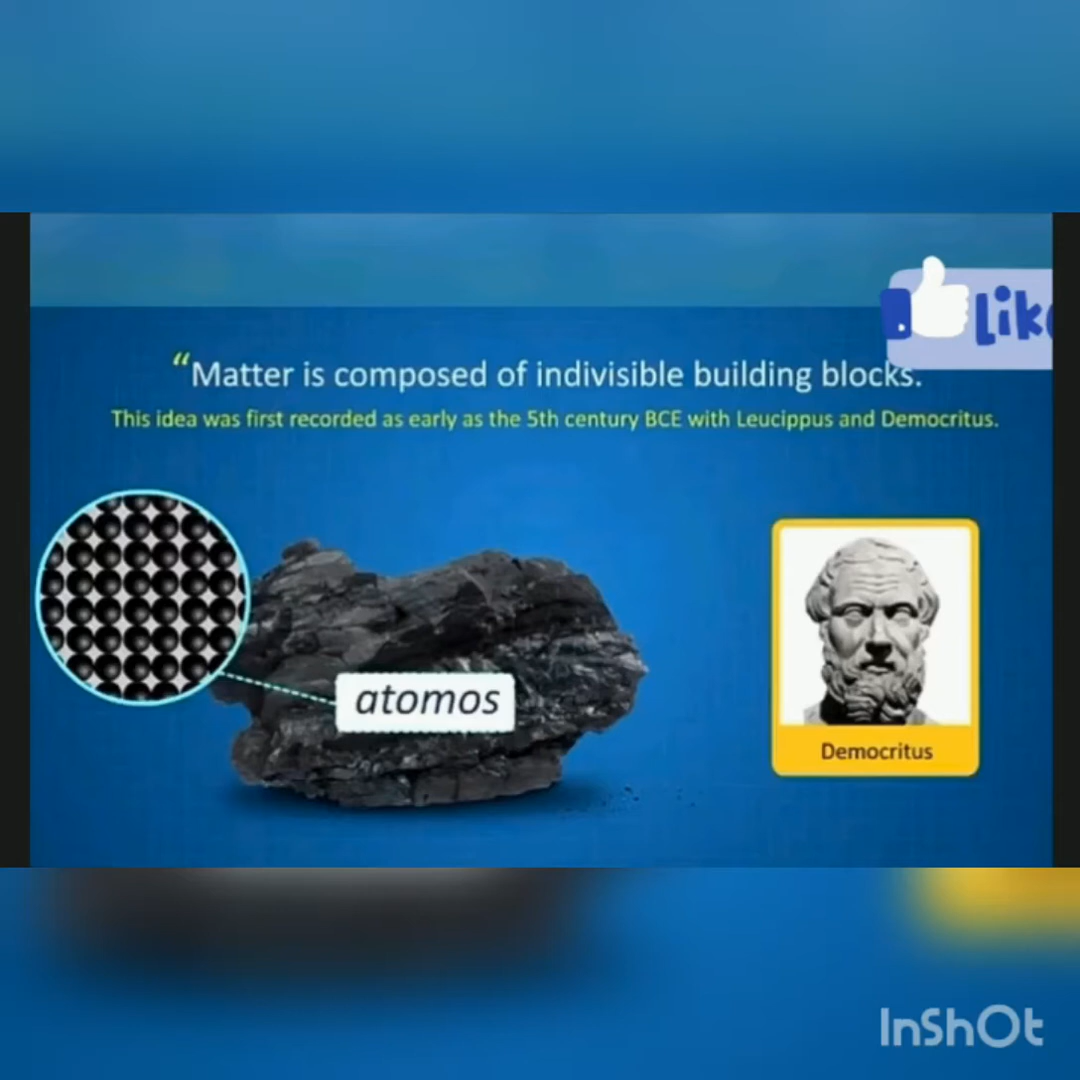 Like
“Matter is composed of indivisible building blocks.
This idea was first recorded as early as the 5th century BCE with Leucippus and Democritus.
atomos
Democritus
InShOt